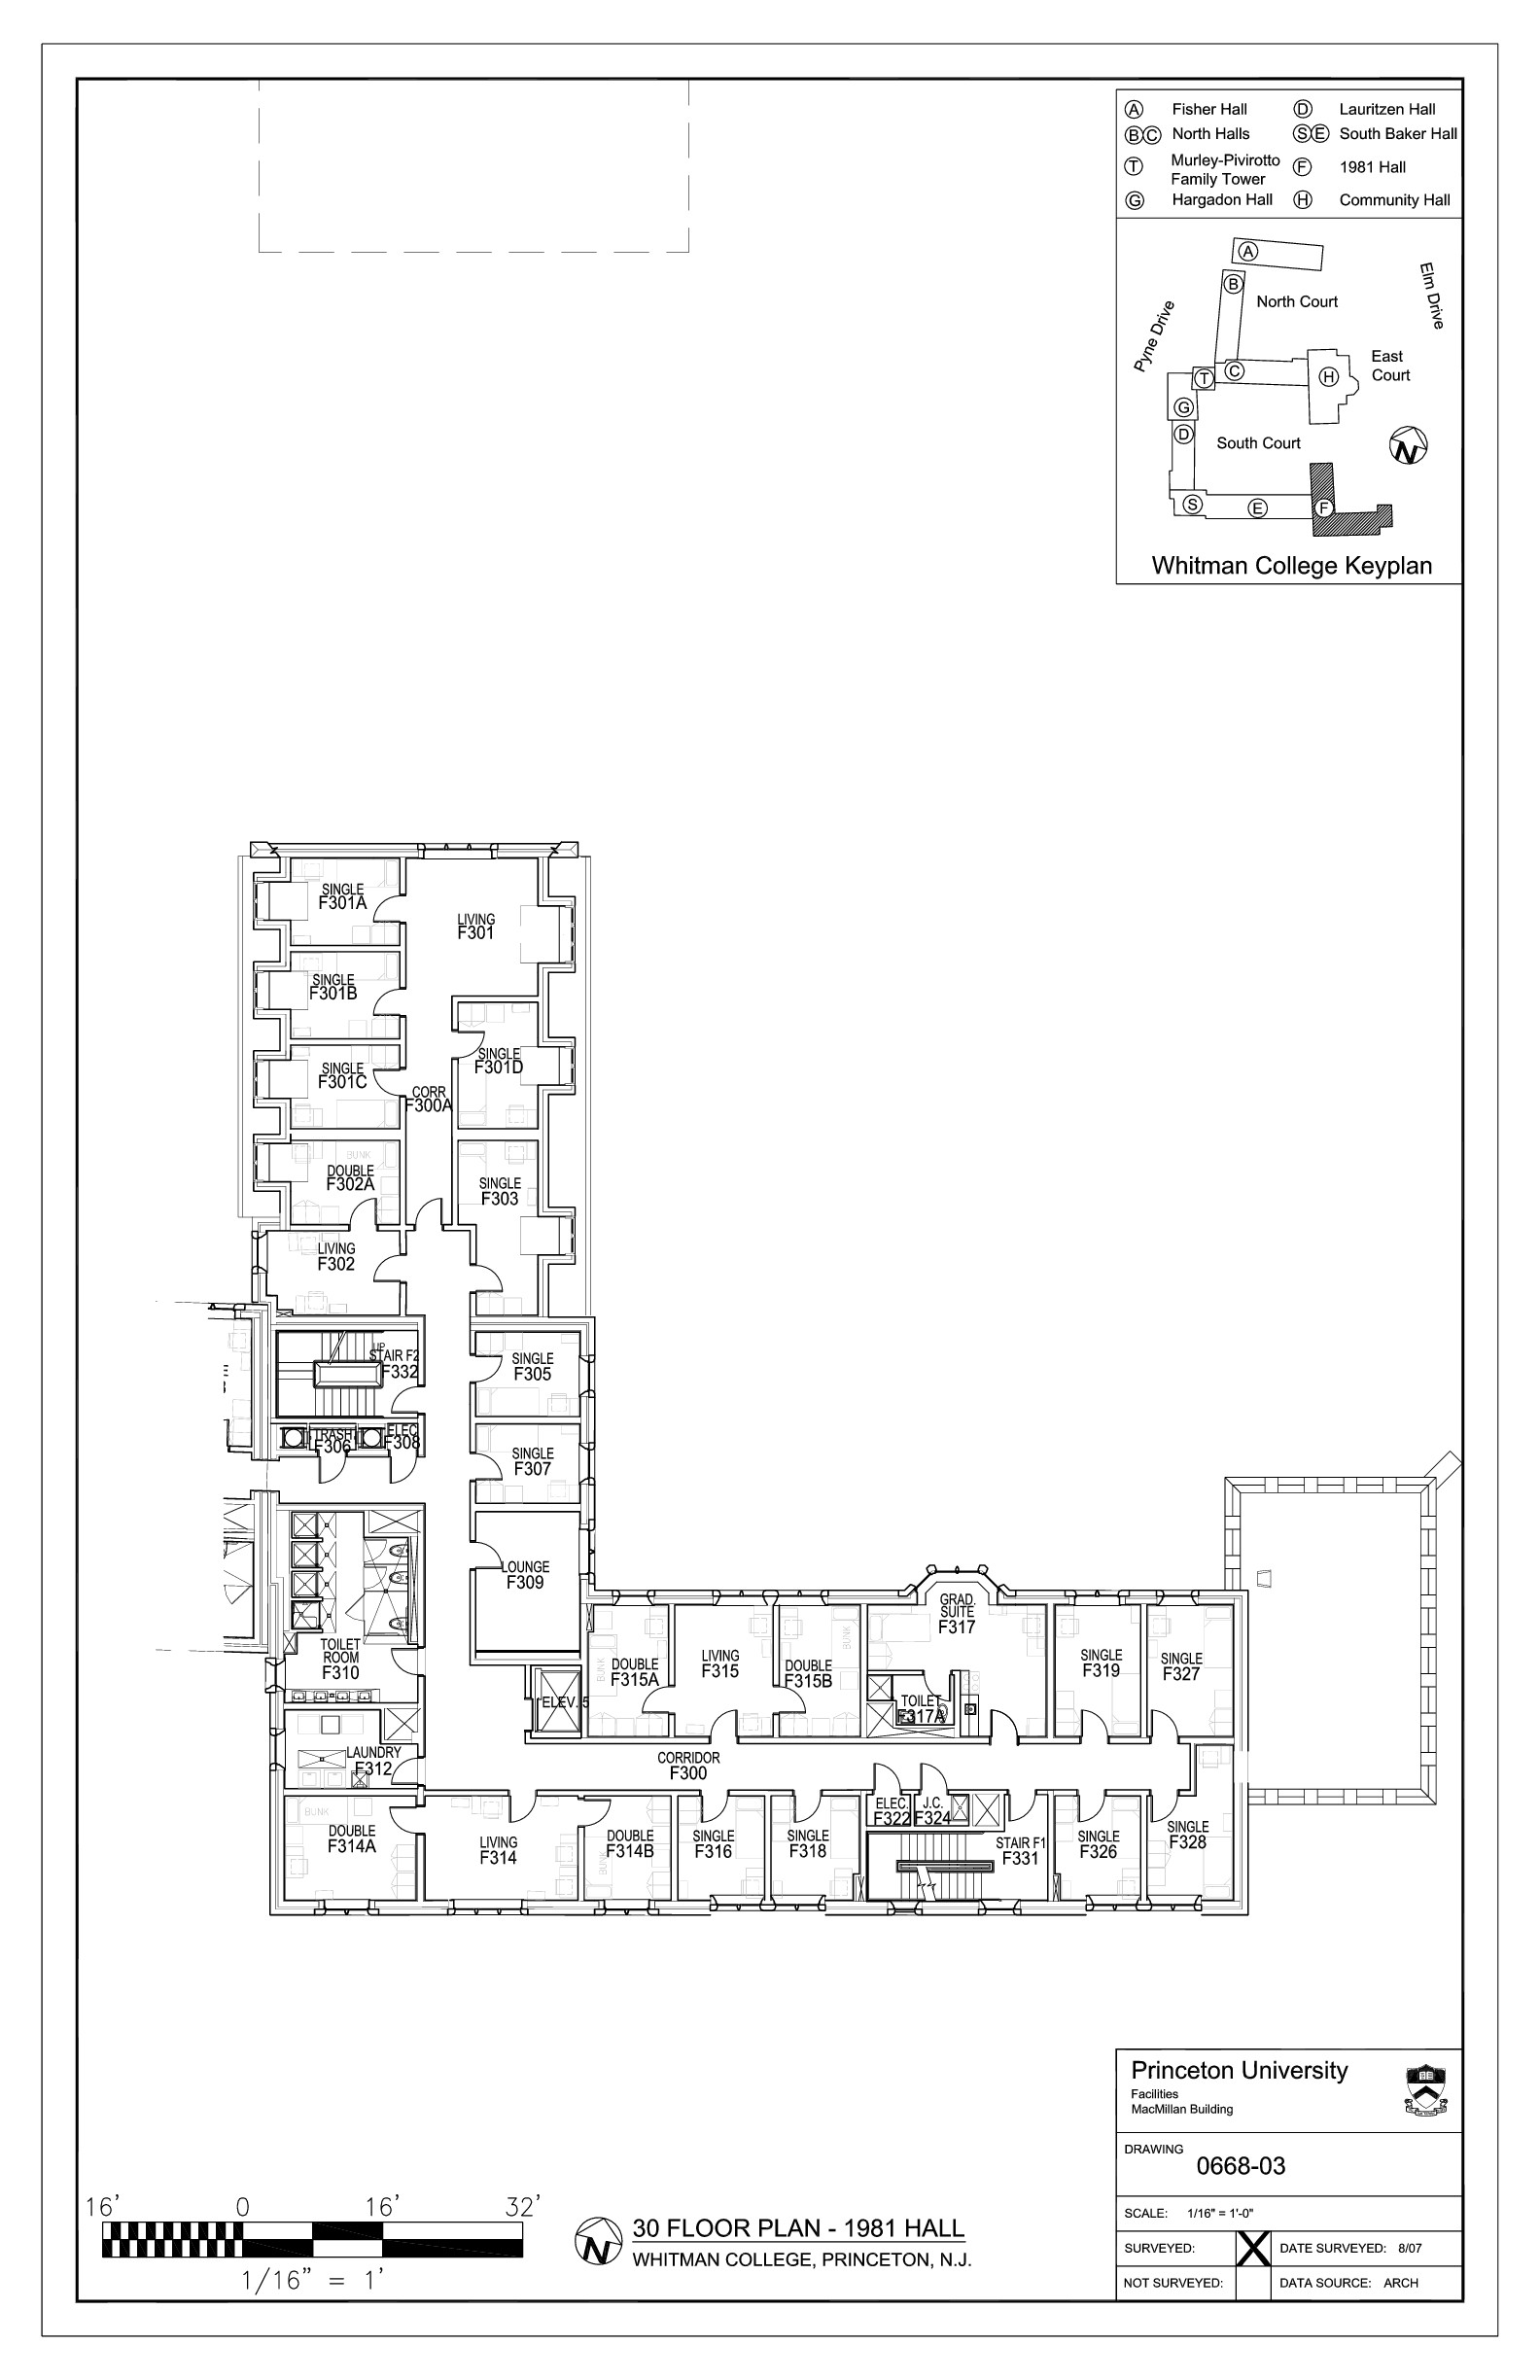 A Fisher Hall
D Lauritzen Hall
B C North Halls
S E South Baker Hall
T Murley-Pivirotto
Family Tower
F 1981 Hall
G Hargadon Hall
H Community Hall
A
B
North Court
Elm Drive
Pyne Drive
East
Court
T
C
H
G
D
South Court
N
S
E
F
Whitman College Keyplan
SINGLE
F301A
LIVING
F301
SINGLE
F301B
SINGLE
F301C
SINGLE
F301D
CORR
F300A
BUNK
DOUBLE
F302A
SINGLE
F303
LIVING
F302
UP
STAIR F2
F332
SINGLE
F305
TRASH
F306
ELEC
F308
SINGLE
F307
LOUNGE
F309
TOILET
ROOM
F310
GRAD.
SUITE
F317
BUNK
DOUBLE
F315A
LIVING
F315
BUNK
DOUBLE
F315B
SINGLE
F319
SINGLE
F327
ELEV. 5
TOILET
F317A
LAUNDRY
F312
CORRIDOR
F300
BUNK
DOUBLE
F314A
LIVING
F314
BUNK
DOUBLE
F314B
SINGLE
F316
SINGLE
F318
ELEC.
F322
J.C.
F324
STAIR F1
F331
SINGLE
F326
SINGLE
F328
Princeton University
Facilities
MacMillan Building
DRAWING
0668-03
SCALE: 1/16" = 1'-0"
SURVEYED: X DATE SURVEYED: 8/07
NOT SURVEYED: DATA SOURCE: ARCH
16' 0 16' 32'
1/16" = 1'
N
30 FLOOR PLAN - 1981 HALL
WHITMAN COLLEGE, PRINCETON, N.J.